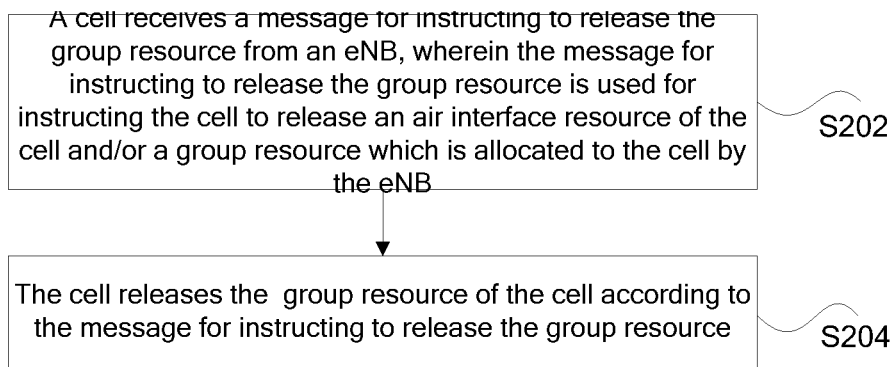 A cell receives a message for instructing to release the
group resource from an eNB, wherein the message for
instructing to release the group resource is used for
instructing the cell to release an air interface resource of the
cell and/or a group resource which is allocated to the cell by
the eNB
S202
The cell releases the  group resource of the cell according to
the message for instructing to release the group resource
S204